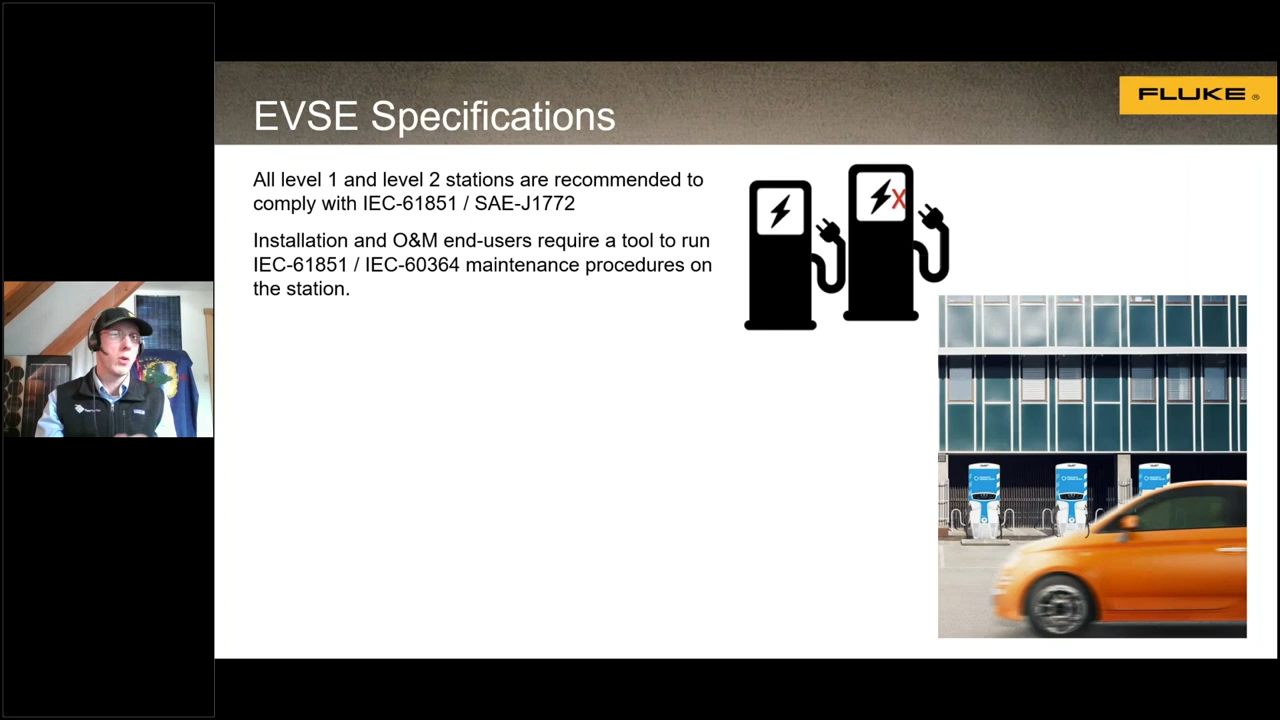 EVSE Specifications
FLUKE ®
All level 1 and level 2 stations are recommended to
comply with IEC-61851 / SAE-J1772
Installation and O&M end-users require a tool to run
IEC-61851 / IEC-60364 maintenance procedures on
the station.
X